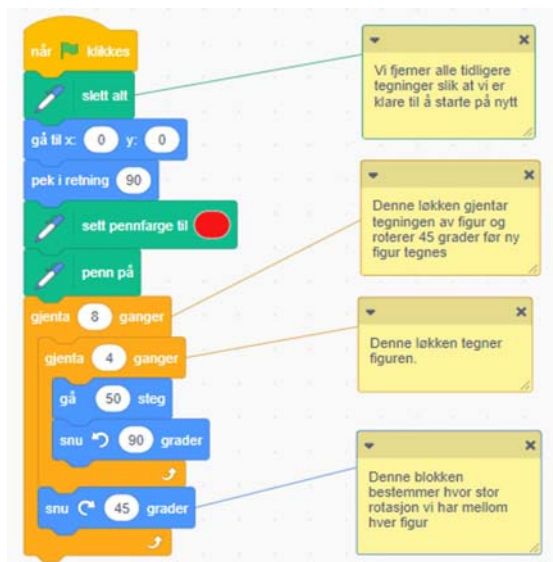 når klikkes
slett alt
gå til x: 0 y: 0
pek i retning 90
sett pennfarge til
penn på
gjenta 8 ganger
gjenta 4 ganger
gå 50 steg
snu 90 grader
snu 45 grader
Vi fjerner alle tidligere
tegninger slik at vi er
klare til å starte på nytt
Denne løkken gjentar
tegningen av figur og
roterer 45 grader før ny
figur tegnes
Denne løkken tegner
figuren.
Denne blokken
bestemmer hvor stor
rotasjon vi har mellom
hver figur